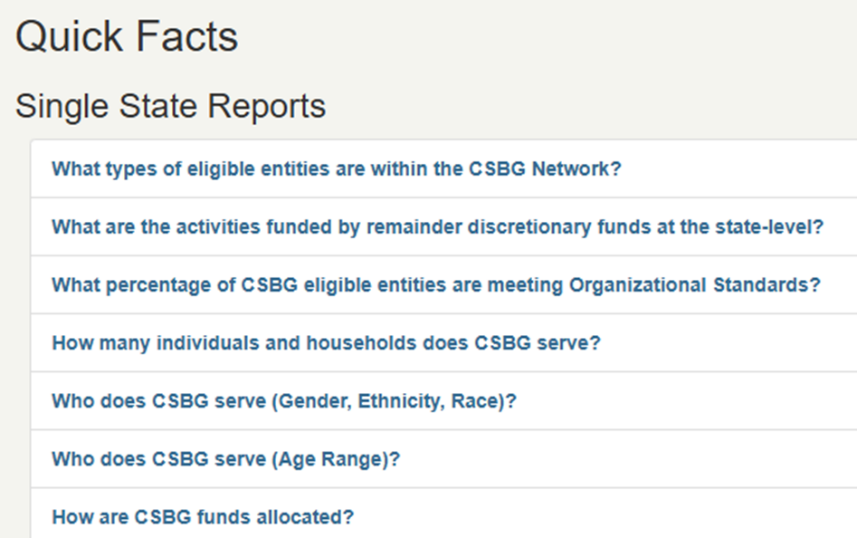 Quick Facts
Single State Reports
What types of eligible entities are within the CSBG Network?
What are the activities funded by remainder discretionary funds at the state-level?
What percentage of CSBG eligible entities are meeting Organizational Standards?
How many individuals and households does CSBG serve?
Who does CSBG serve (Gender, Ethnicity, Race)?
Who does CSBG serve (Age Range)?
How are CSBG funds allocated?